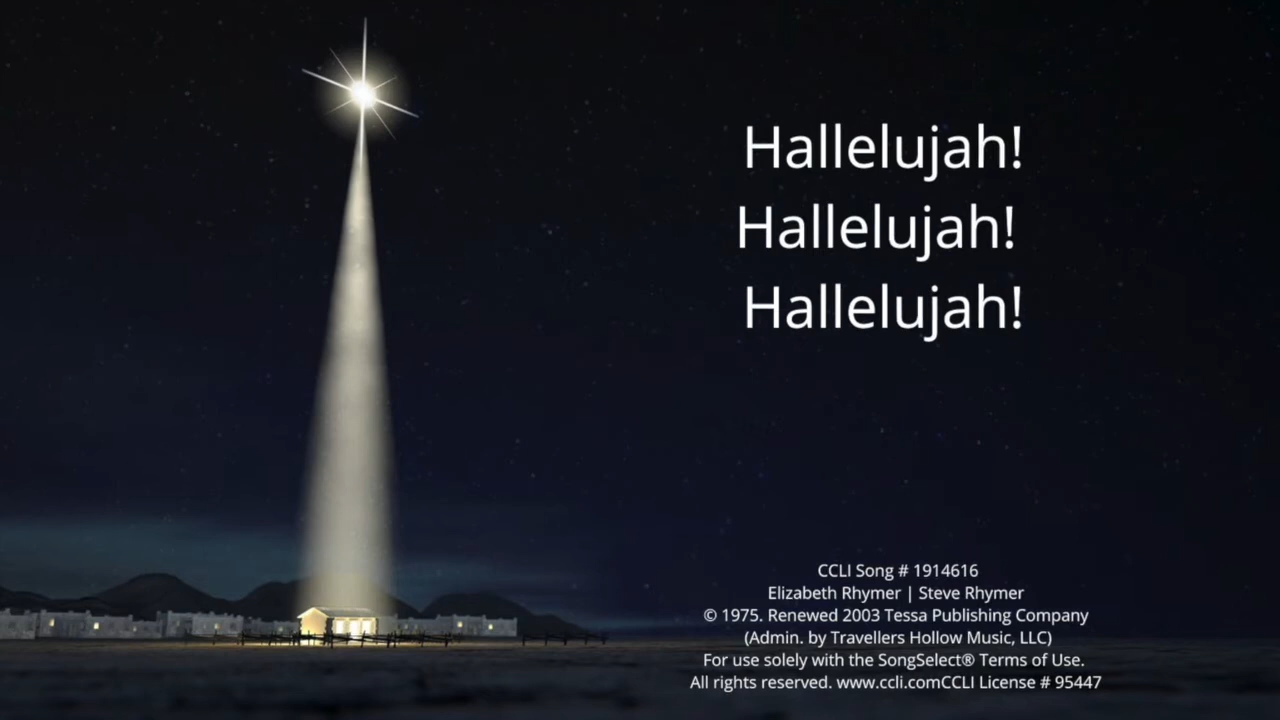 Hallelujah!
Hallelujah!
Hallelujah!
CCLI Song # 1914616
Elizabeth Rhymer | Steve Rhymer
© 1975. Renewed 2003 Tessa Publishing Company
(Admin. by Travellers Hollow Music, LLC)
For use solely with the SongSelect® Terms of Use.
All rights reserved. www.ccli.comCCLI License # 95447